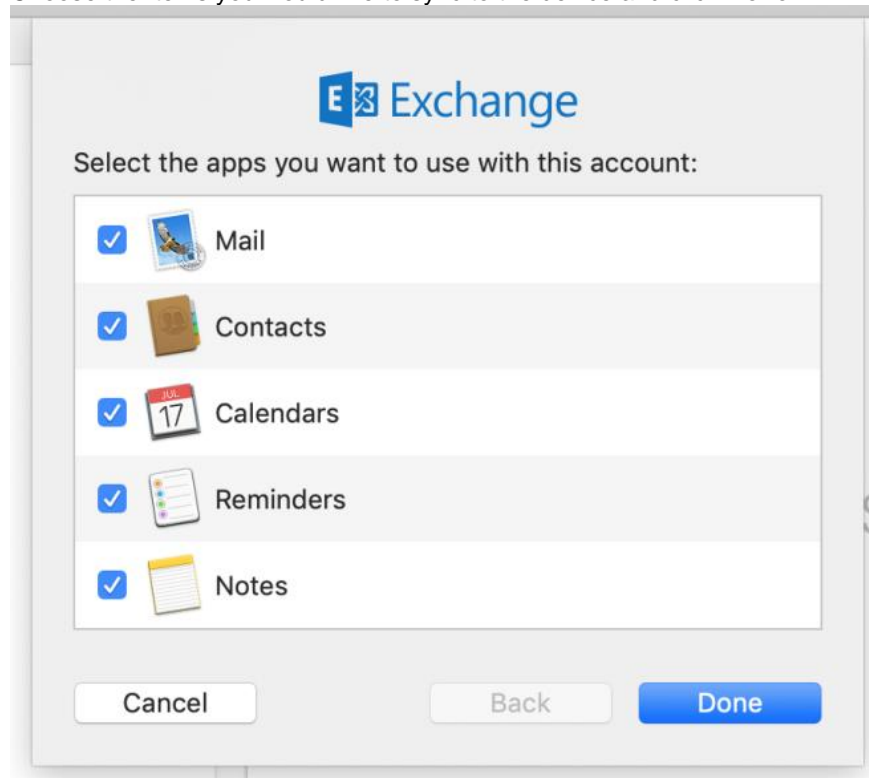 E Exchange
Select the apps you want to use with this account:
Mail
Contacts
JUL
17
Calendars
Reminders
Notes
Cancel
Back
Done